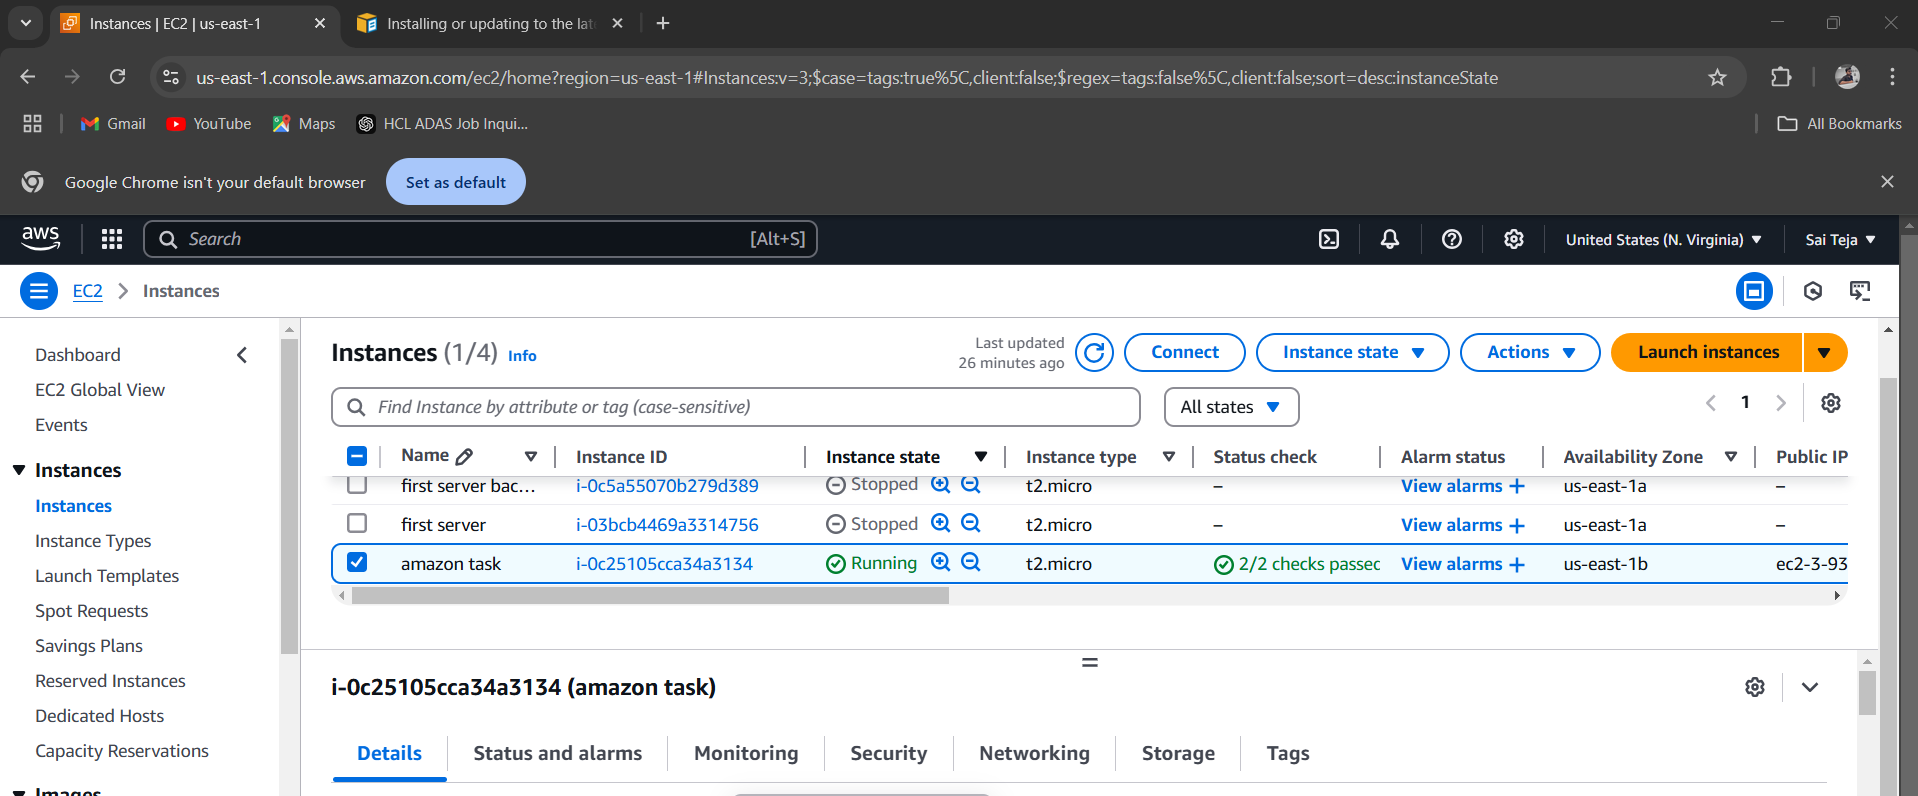 Instances | EC2 | us-east-1
Installing or updating to the lat
us-east-1.console.aws.amazon.com/ec2/home?region=us-east-1#Instances:v=3;$case=tags:true%5C,client:false;$regex=tags:false%5C,client:false;sort=desc:instanceState
Gmail YouTube Maps HCL ADAS Job Inqui... All Bookmarks
Google Chrome isn't your default browser Set as default
aws Search [Alt+S] United States (N. Virginia) Sai Teja
EC2 Instances
Dashboard
EC2 Global View
Events
Instances
Instances
Instance Types
Launch Templates
Spot Requests
Savings Plans
Reserved Instances
Dedicated Hosts
Capacity Reservations
Images
Instances (1/4) Info
Last updated
26 minutes ago
Connect Instance state Actions Launch instances
Find Instance by attribute or tag (case-sensitive) All states 1
Name Instance ID Instance state Instance type Status check Alarm status Availability Zone Public IP
first server bac... i-0c5a55070b279d389 Stopped t2.micro – View alarms + us-east-1a –
first server i-03bcb4469a3314756 Stopped t2.micro – View alarms + us-east-1a –
amazon task i-0c25105cca34a3134 Running t2.micro 2/2 checks passed View alarms + us-east-1b ec2-3-93
i-0c25105cca34a3134 (amazon task)
Details Status and alarms Monitoring Security Networking Storage Tags